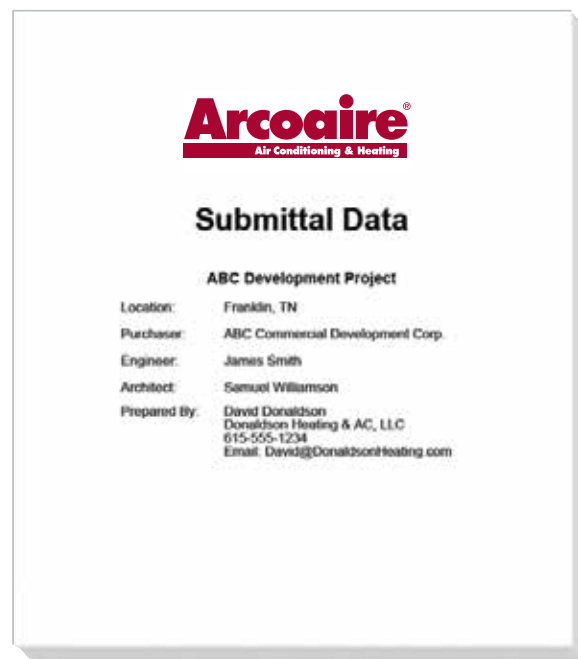 Arcoaire®
Air Conditioning & Heating
Submittal Data
ABC Development Project
Location: Franklin, TN
Purchaser: ABC Commercial Development Corp.
Engineer: James Smith
Architect: Samuel Williamson
Prepared By: David Donaldson
Donaldson Heating & AC, LLC
615-555-1234
Email: David@DonaldsonHeating.com